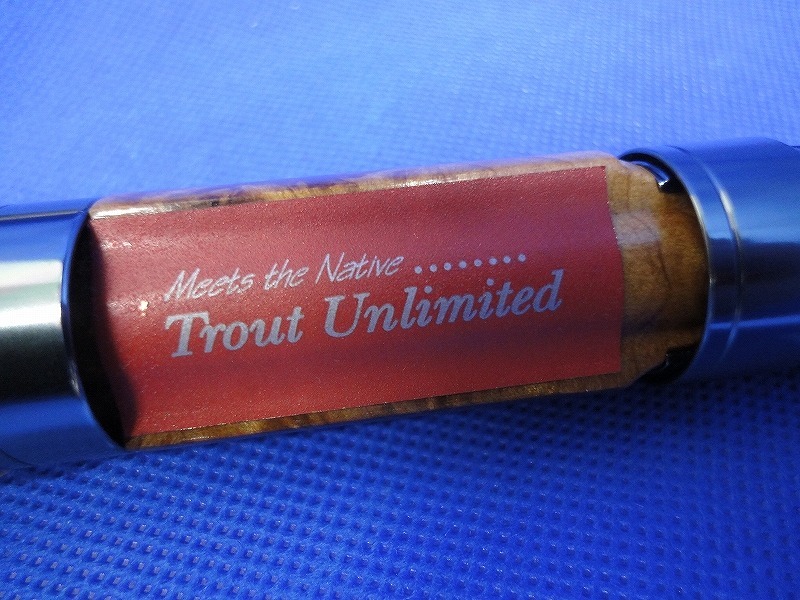 Meets the Native ........
Trout Unlimited